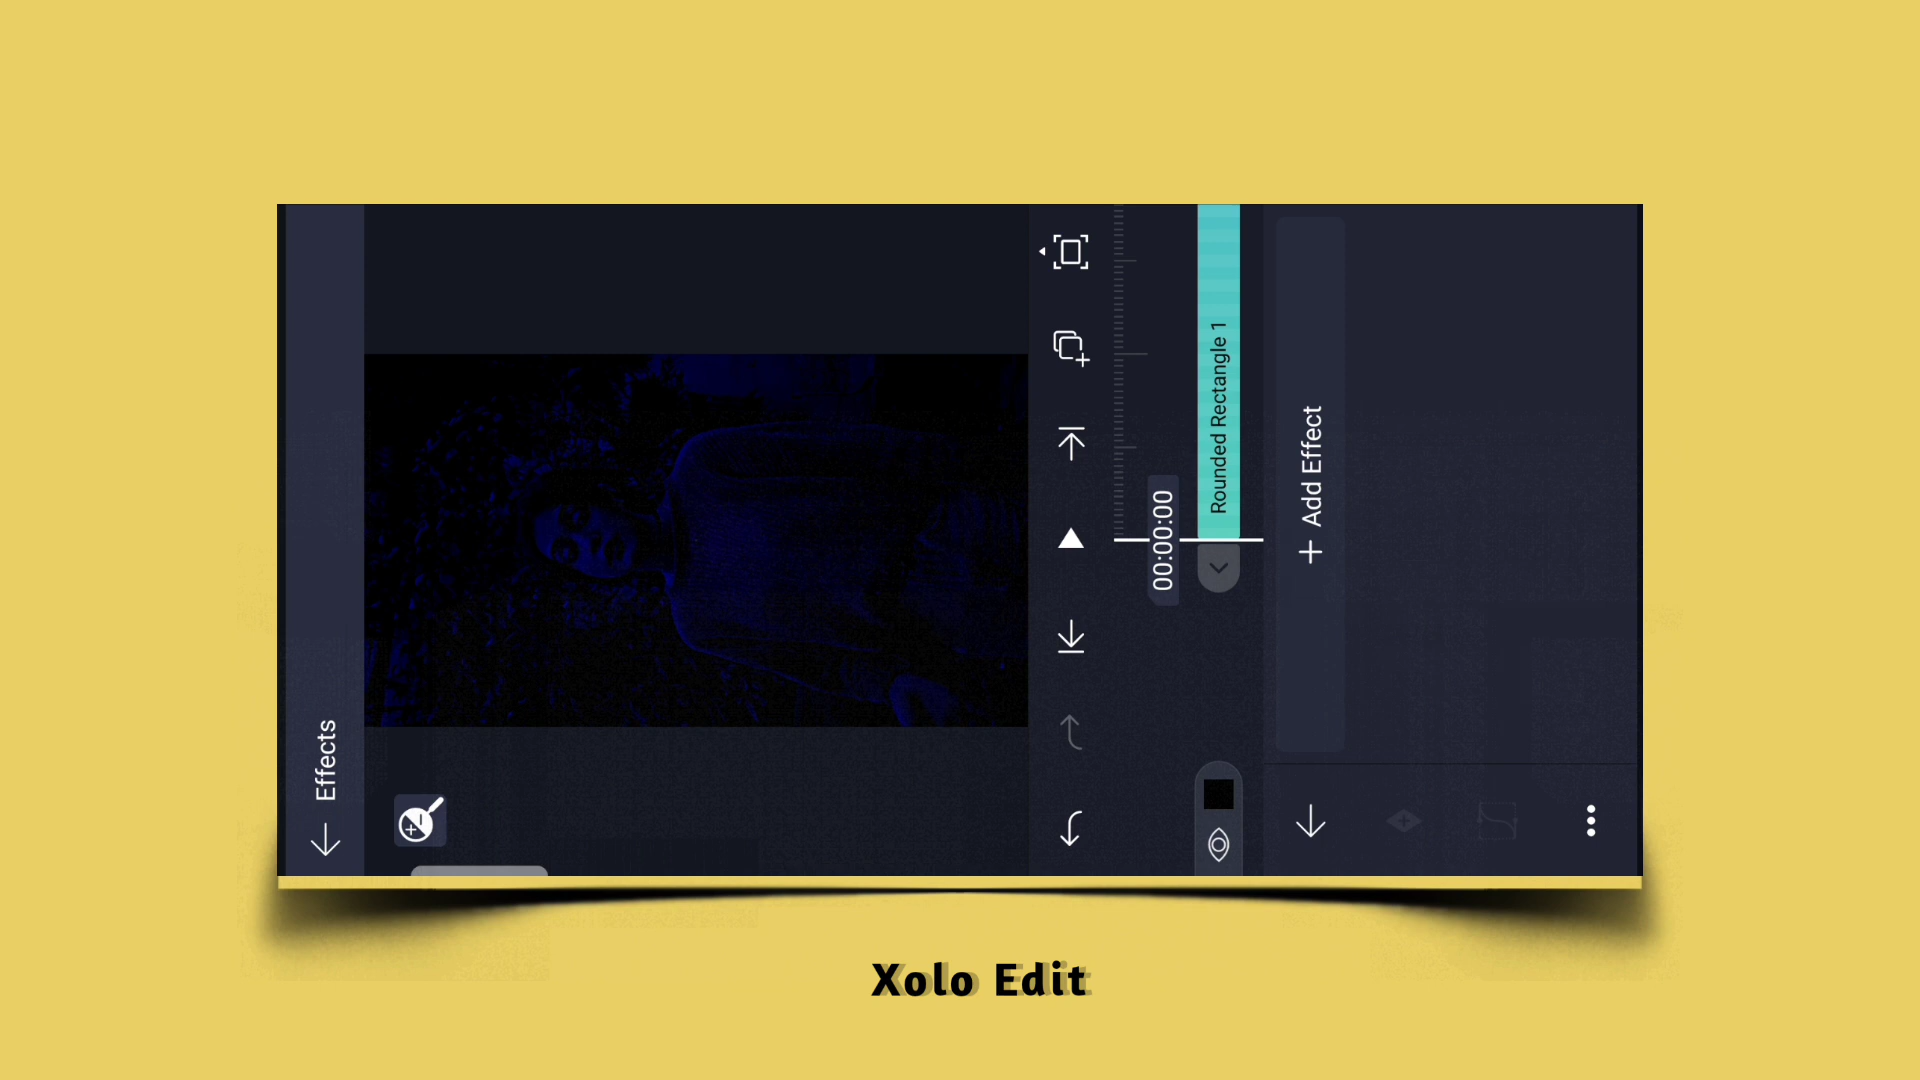 Effects
00:00:00
Rounded Rectangle 1
+ Add Effect
Xolo Edit